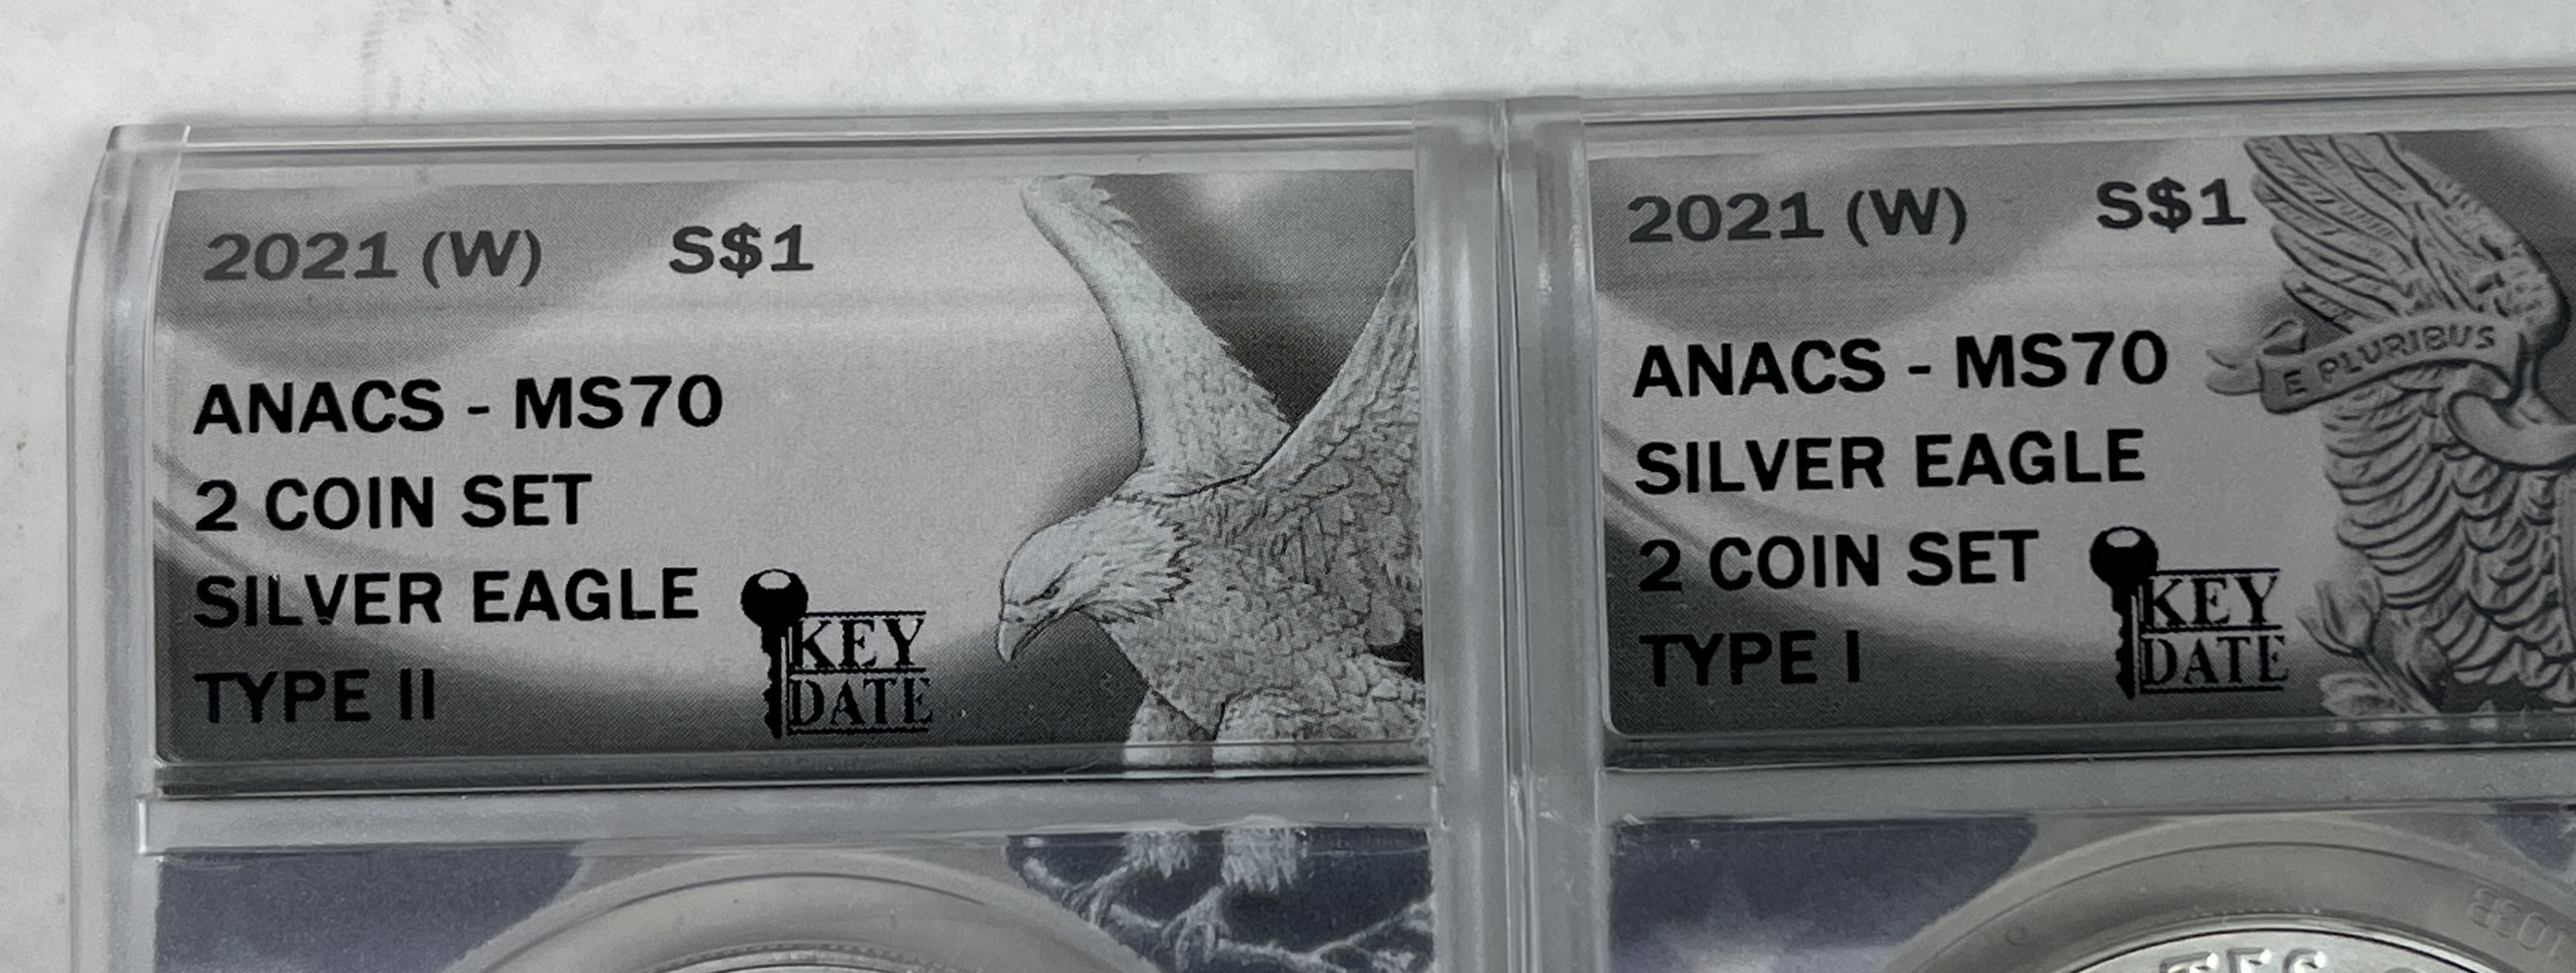 2021 (W) S$1
ANACS - MS70
2 COIN SET
SILVER EAGLE
TYPE II
KEY
DATE
2021 (W) S$1
ANACS - MS70
SILVER EAGLE
2 COIN SET
TYPE I
KEY
DATE
E PLURIBUS
TES